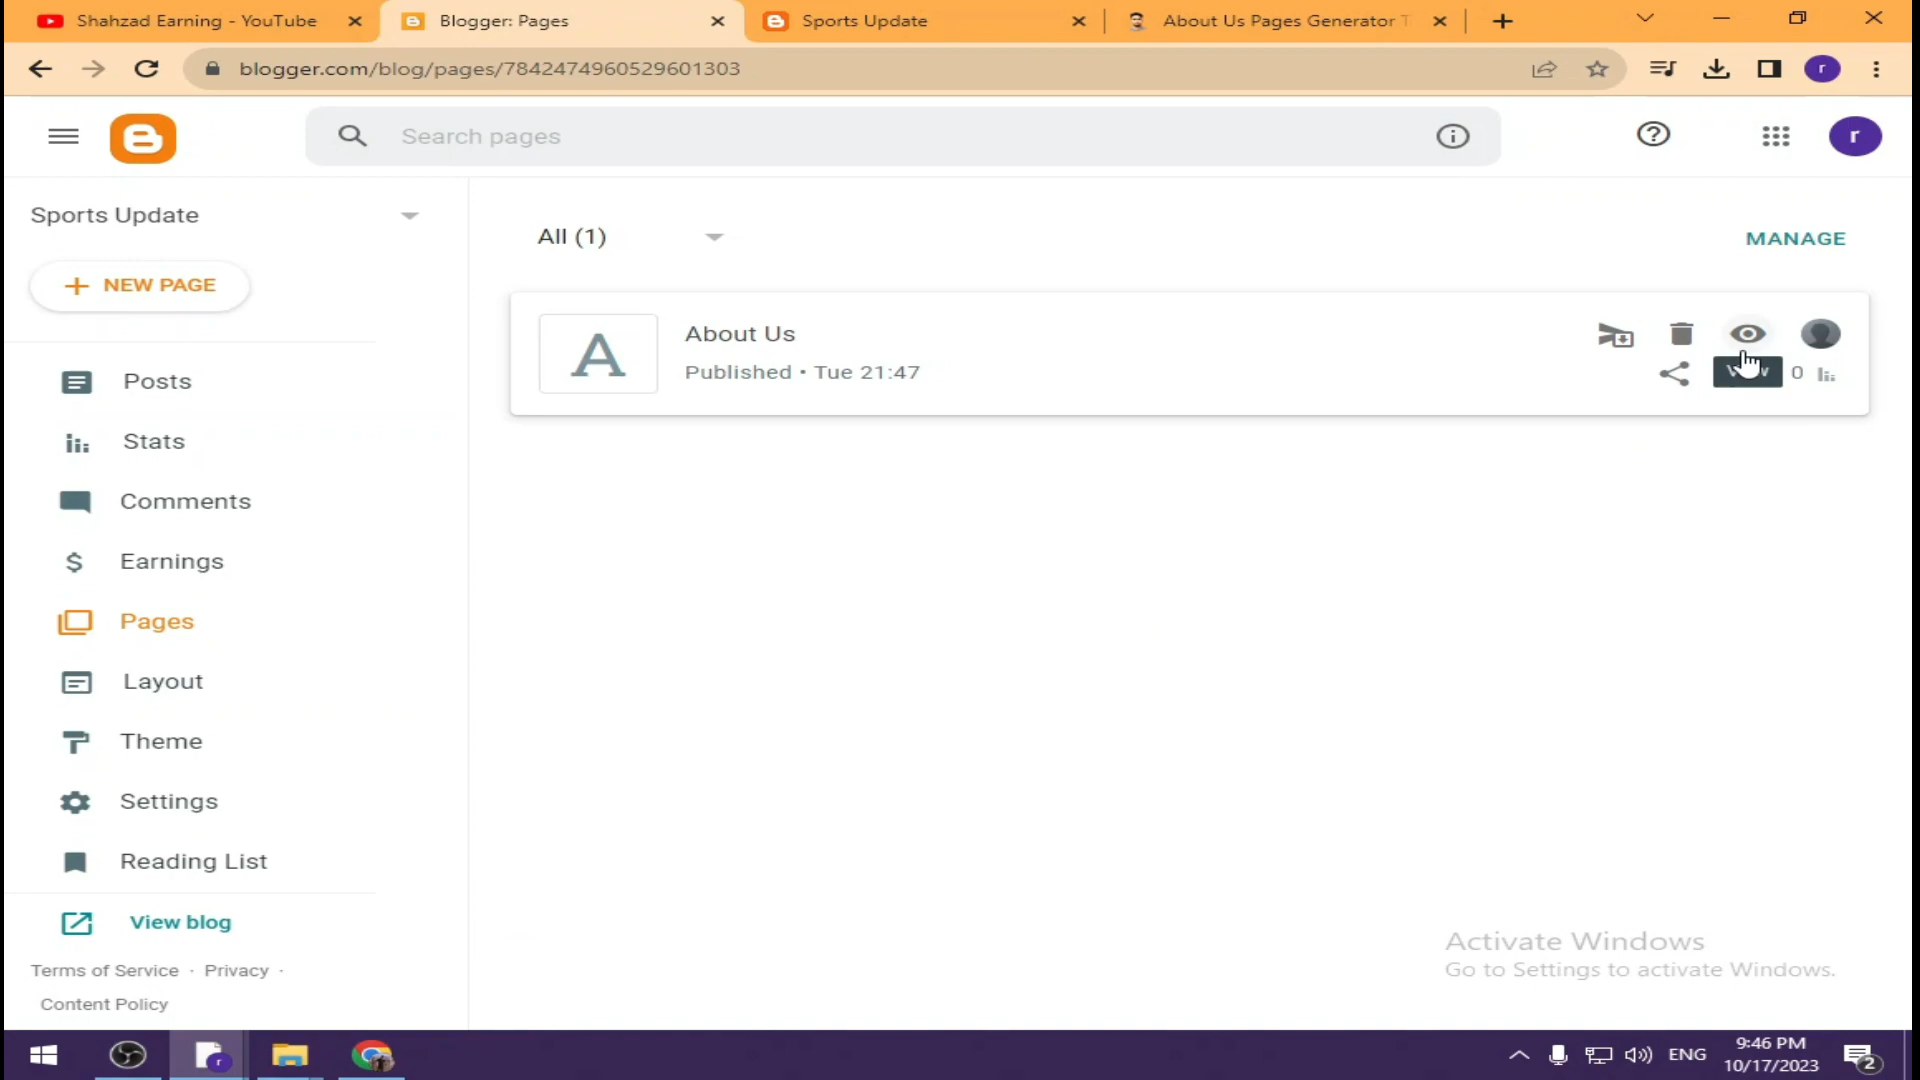 Shahzad Earning - YouTube
Blogger: Pages
Sports Update
About Us Pages Generator T
blogger.com/blog/pages/7842474960529601303
r
Search pages
r
Sports Update
All (1)
MANAGE
NEW PAGE
A
About Us
Published • Tue 21:47
0
Posts
Stats
Comments
Earnings
Pages
Layout
Theme
Settings
Reading List
View blog
Terms of Service · Privacy ·
Content Policy
Activate Windows
Go to Settings to activate Windows.
r
ENG
9:46 PM
10/17/2023
2